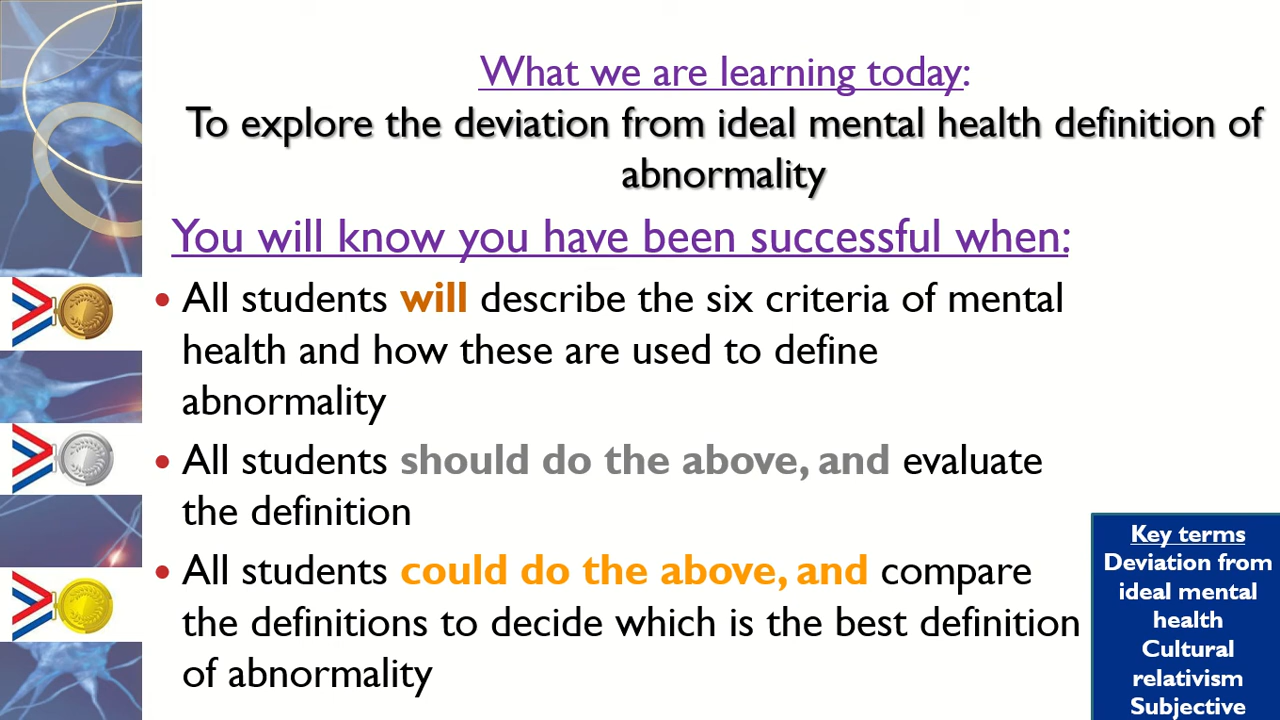 What we are learning today:
To explore the deviation from ideal mental health definition of
abnormality
You will know you have been successful when:
• All students will describe the six criteria of mental
health and how these are used to define
abnormality
• All students should do the above, and evaluate
the definition
• All students could do the above, and compare
the definitions to decide which is the best definition
of abnormality
Key terms
Deviation from
ideal mental
health
Cultural
relativism
Subjective